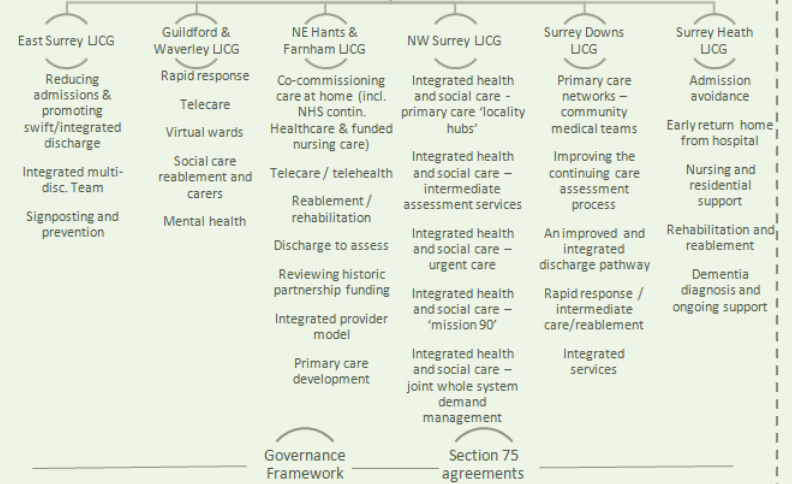 East Surrey LJCG
Reducing
admissions &
promoting
swift/integrated
discharge
Integrated multi-
disc. Team
Signposting and
prevention
Guildford &
Waverley LJCG
Rapid response
Telecare
Virtual wards
Social care
reablement and
carers
Mental health
NE Hants &
Farnham LJCG
Co-commissioning
care at home (incl.
NHS contin.
Healthcare & funded
nursing care)
Telecare / telehealth
Reablement /
rehabilitation
Discharge to assess
Reviewing historic
partnership funding
Integrated provider
model
Primary care
development
NW Surrey LJCG
Integrated health
and social care -
primary care ‘locality
hubs’
Integrated health
and social care –
intermediate
assessment services
Integrated health
and social care –
urgent care
Integrated health
and social care –
‘mission 90’
Integrated health
and social care –
joint whole system
demand
management
Surrey Downs
LJCG
Primary care
networks –
community
medical teams
Improving the
continuing care
assessment
process
An improved and
integrated
discharge pathway
Rapid response /
intermediate
care/reablement
Integrated
services
Surrey Heath
LJCG
Admission
avoidance
Early return home
from hospital
Nursing and
residential
support
Rehabilitation and
reablement
Dementia
diagnosis and
ongoing support
Governance
Framework
Section 75
agreements